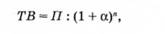 ТВ = П : (1 + α)ⁿ,